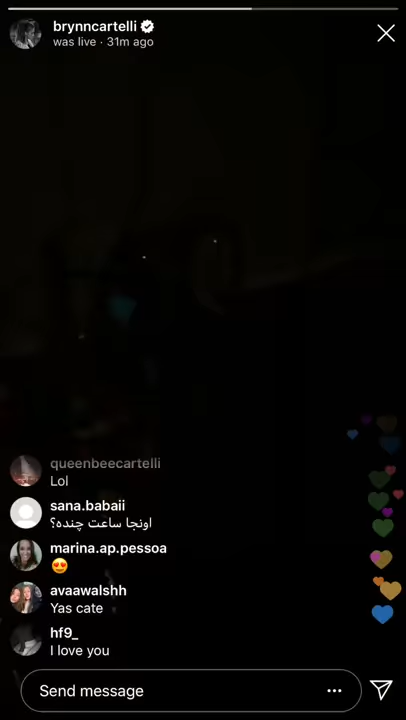 brynncartelli
was live · 31m ago
queenbeecartelli
Lol
sana.babaii
اونجا ساعت چنده؟
marina.ap.pessoa
😍
avaawalshh
Yas cate
hf9_
I love you
Send message